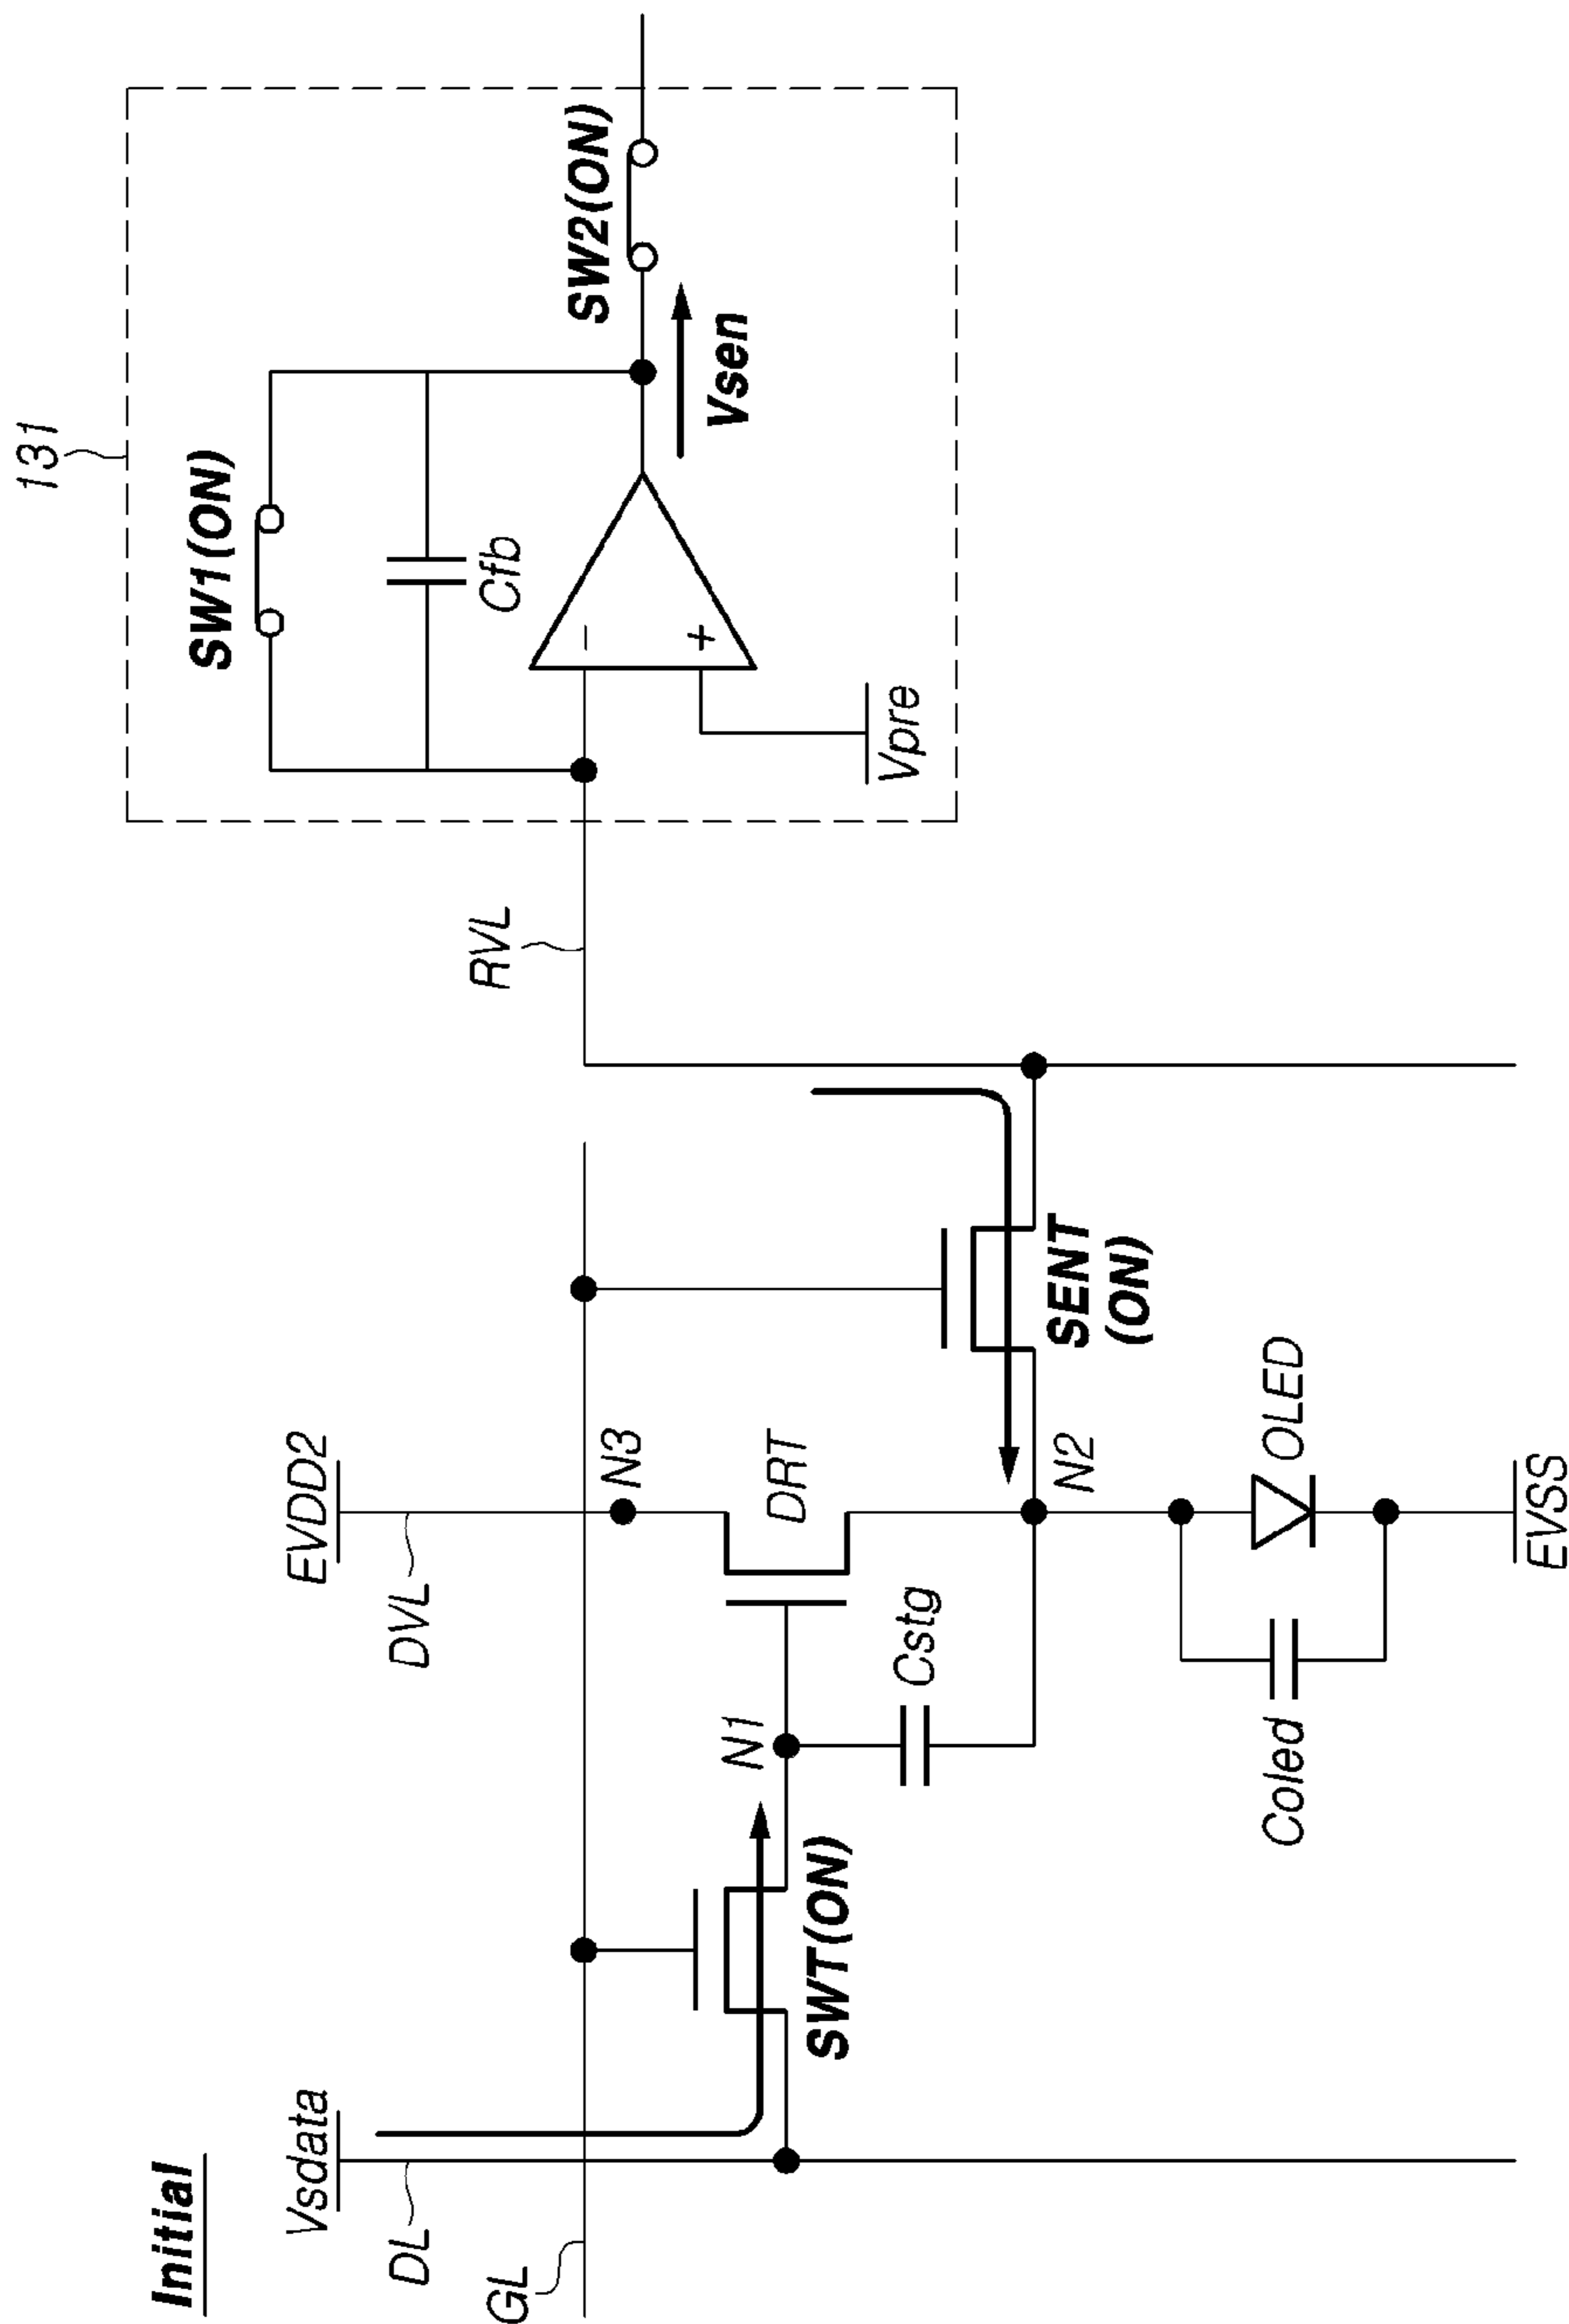 Initial
131
SW1(ON)
Cfb
SW2(ON)
Vsen
Vpre
RVL
Vsdata
DL
GL
EVDD2
DVL
N3
DRT
N1
Cstg
SWT(ON)
N2
SENT
(ON)
OLED
Coled
EVSS